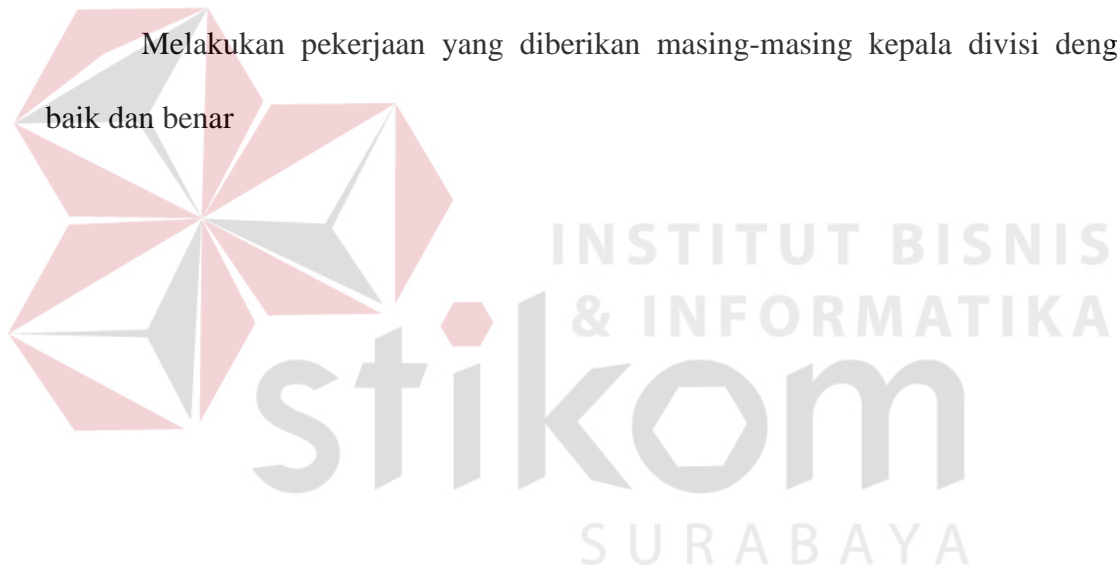 Melakukan pekerjaan yang diberikan masing-masing kepala divisi deng
baik dan benar
INSTITUT BISNIS
& INFORMATIKA
stikom
SURABAYA